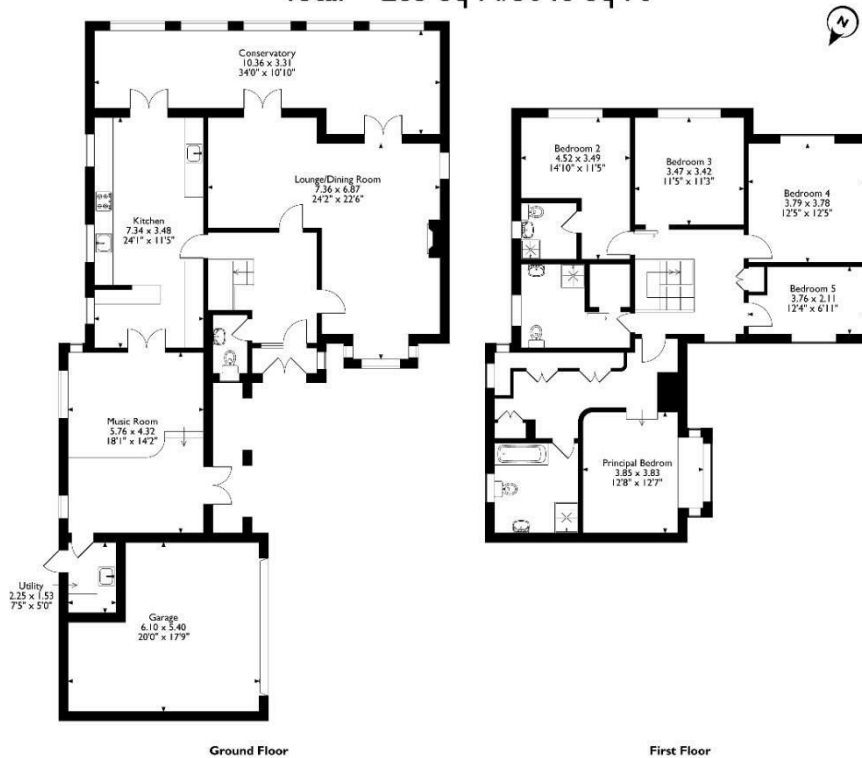 Total
N
Conservatory
10.36 x 3.31
34'0" x 10'10"
Kitchen
7.34 x 3.48
24'1" x 11'5"
Lounge/Dining Room
7.36 x 6.87
24'2" x 22'6"
Music Room
5.76 x 4.32
18'1" x 14'2"
Utility
2.25 x 1.53
7'5" x 5'0"
Garage
6.10 x 5.40
20'0" x 17'9"
Ground Floor
Bedroom 2
4.52 x 3.49
14'10" x 11'5"
Bedroom 3
3.47 x 3.42
11'5" x 11'3"
Bedroom 4
3.79 x 3.78
12'5" x 12'5"
Bedroom 5
3.76 x 2.11
12'4" x 6'11"
Principal Bedrom
3.85 x 3.83
12'8" x 12'7"
First Floor